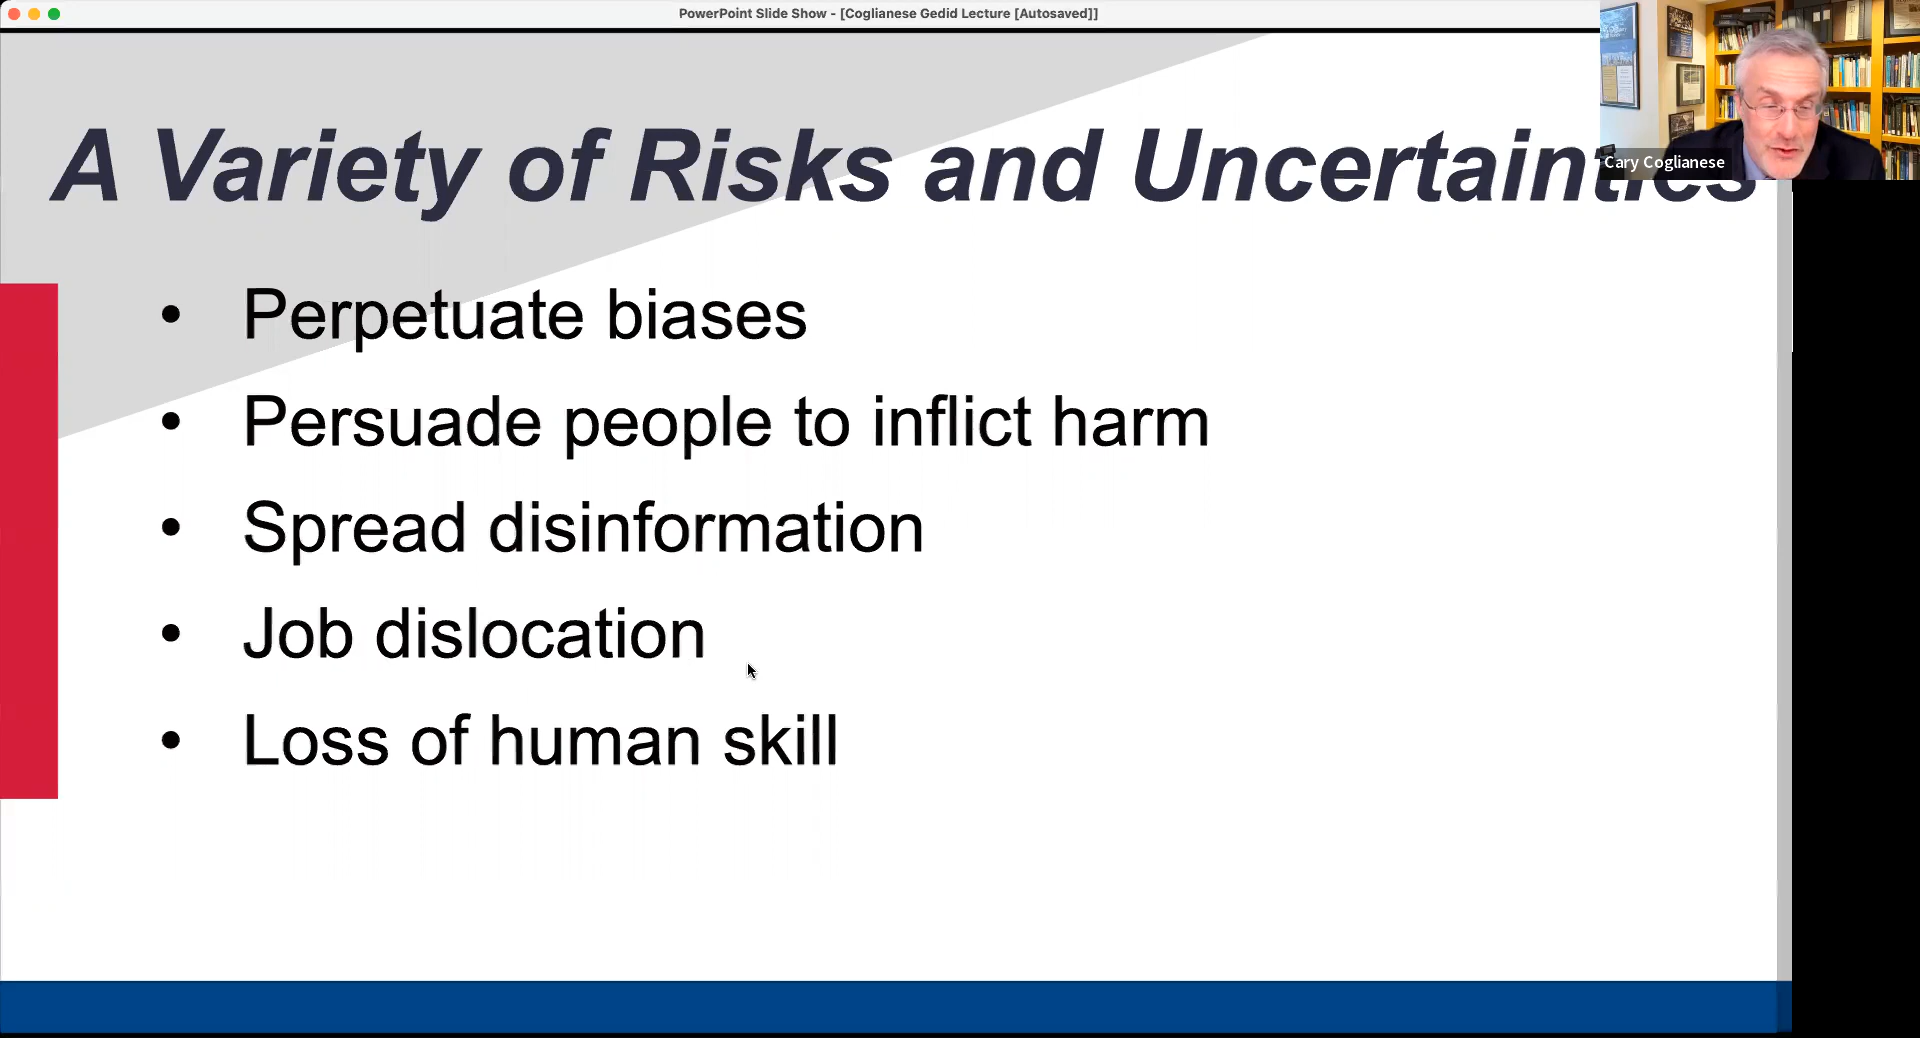 PowerPoint Slide Show - [Coglianese Gedid Lecture [Autosaved]]
A Variety of Risks and Uncertainties
Cary Coglianese
• Perpetuate biases
• Persuade people to inflict harm
• Spread disinformation
• Job dislocation
• Loss of human skill